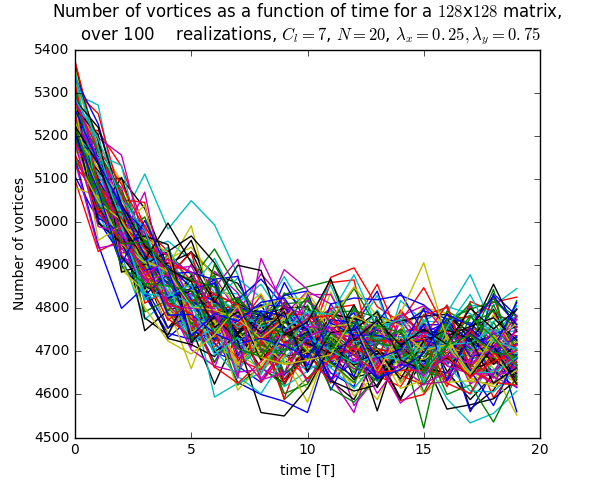 Number of vortices as a function of time for a 128x128 matrix,
over 100 realizations, C_l = 7, N = 20, λ_x = 0.25, λ_y = 0.75
5400
5300
5200
5100
5000
4900
4800
4700
4600
4500
Number of vortices
0 5 10 15 20
time [T]